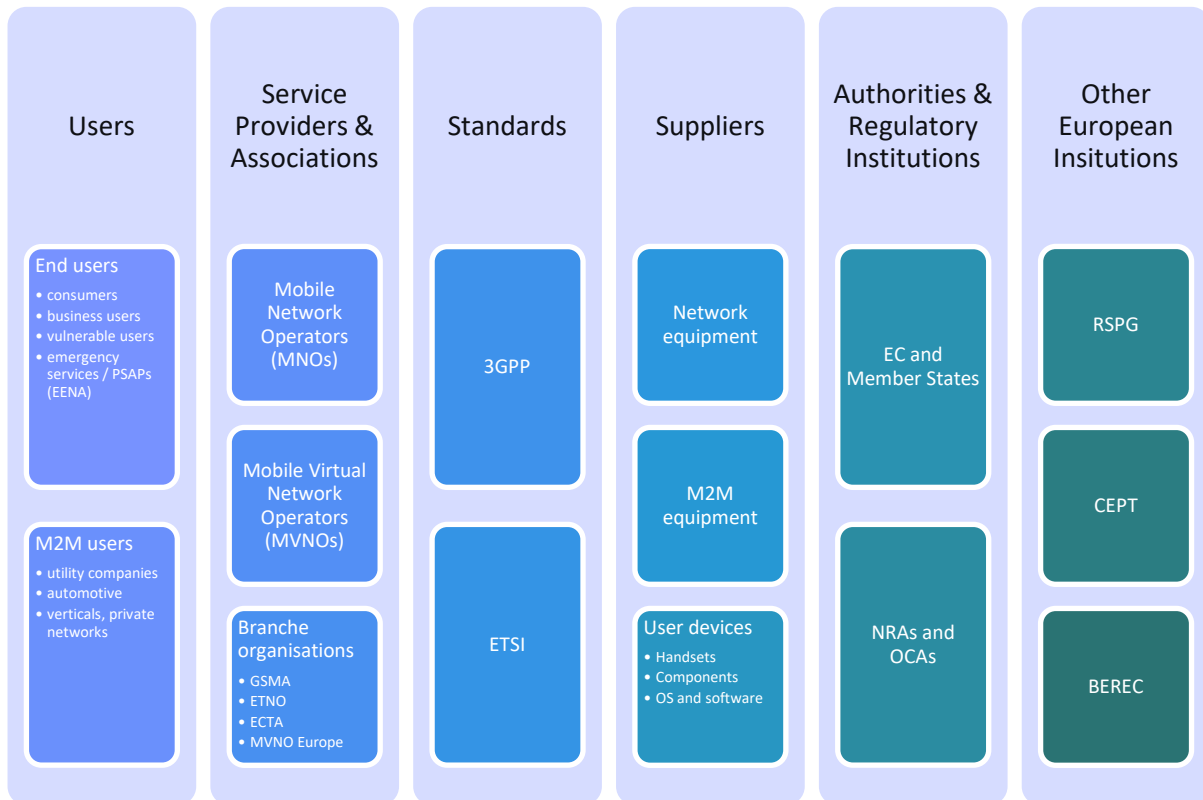 Users
End users
• consumers
• business users
• vulnerable users
• emergency
services / PSAPs
(EENA)
M2M users
• utility companies
• automotive
• verticals, private
networks
Service
Providers &
Associations
Mobile
Network
Operators
(MNOs)
Mobile Virtual
Network
Operators
(MVNOs)
Branche
organisations
• GSMA
• ETNO
• ECTA
• MVNO Europe
Standards
3GPP
ETSI
Suppliers
Network
equipment
M2M
equipment
User devices
• Handsets
• Components
• OS and software
Authorities &
Regulatory
Institutions
EC and
Member States
NRAs and
OCAs
Other
European
Insitutions
RSPG
CEPT
BEREC